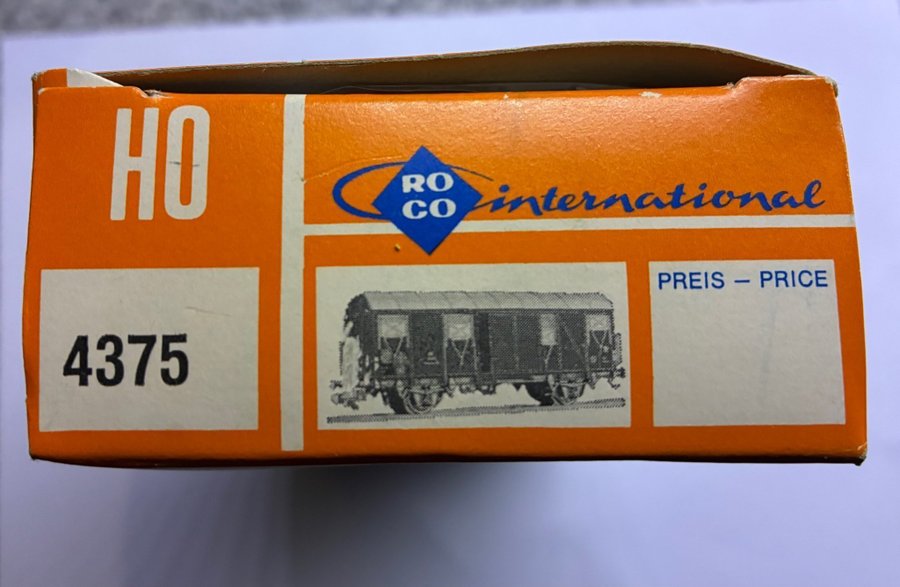 HO
RO
CO
international
4375
PREIS – PRICE